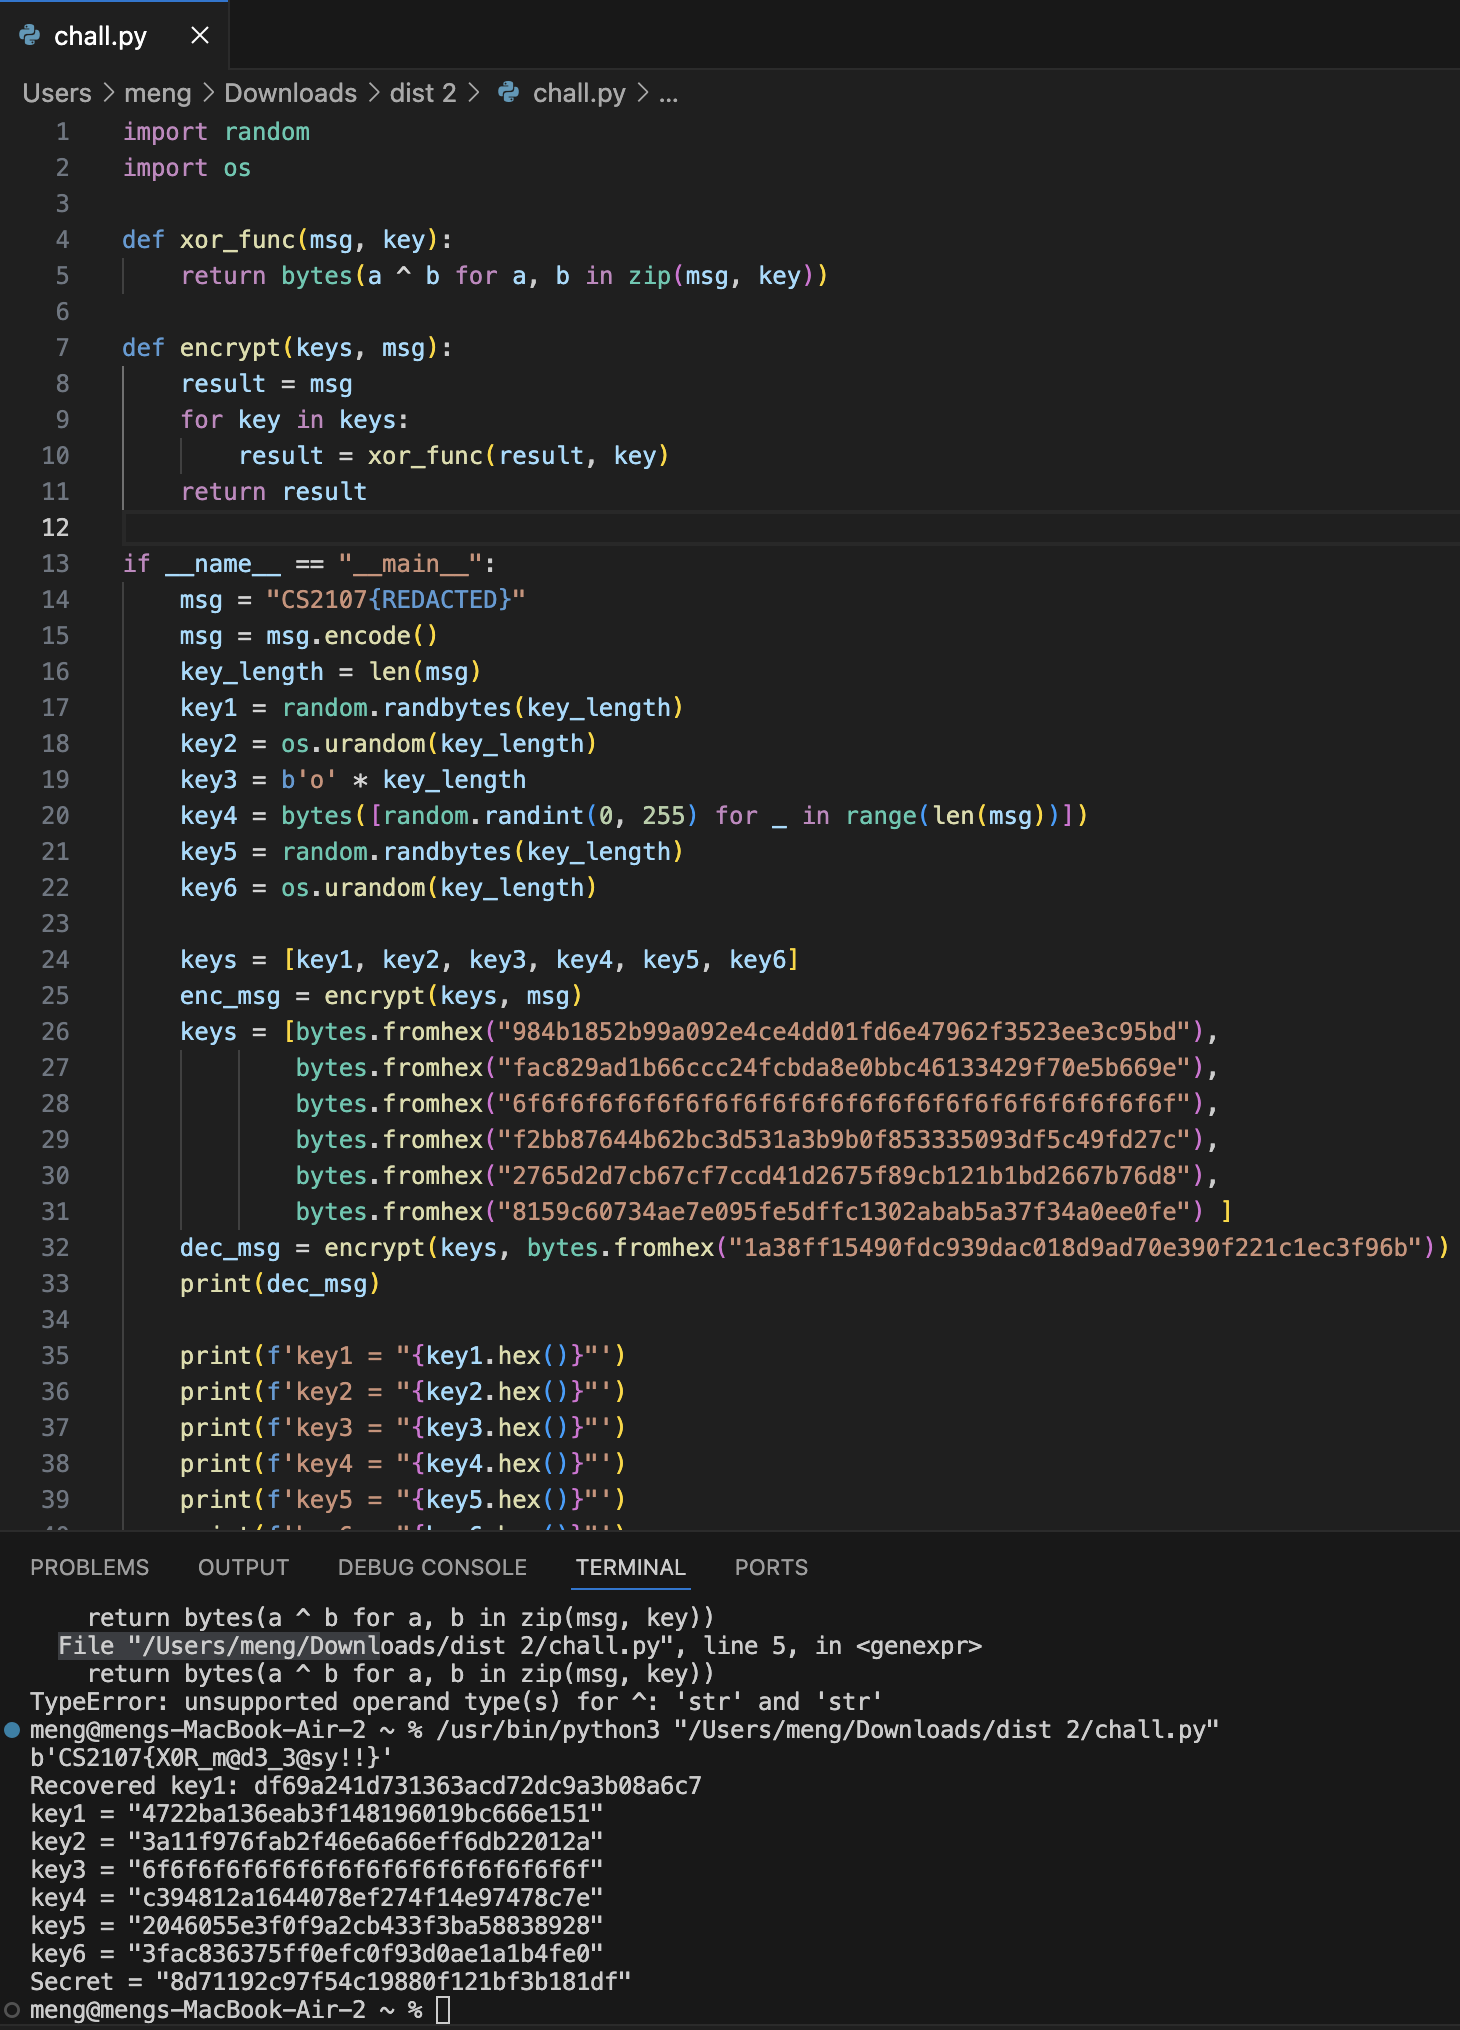 chall.py ×
Users > meng > Downloads > dist 2 > chall.py > ...
1 import random
2 import os
3
4 def xor_func(msg, key):
5     return bytes(a ^ b for a, b in zip(msg, key))
6
7 def encrypt(keys, msg):
8     result = msg
9     for key in keys:
10         result = xor_func(result, key)
11     return result
12
13 if __name__ == "__main__":
14     msg = "CS2107{REDACTED}"
15     msg = msg.encode()
16     key_length = len(msg)
17     key1 = random.randbytes(key_length)
18     key2 = os.urandom(key_length)
19     key3 = b'o' * key_length
20     key4 = bytes([random.randint(0, 255) for _ in range(len(msg))])
21     key5 = random.randbytes(key_length)
22     key6 = os.urandom(key_length)
23
24     keys = [key1, key2, key3, key4, key5, key6]
25     enc_msg = encrypt(keys, msg)
26     keys = [bytes.fromhex("984b1852b99a092e4ce4dd01fd6e47962f3523ee3c95bd"),
27             bytes.fromhex("fac829ad1b66ccc24fcbda8e0bbc46133429f70e5b669e"),
28             bytes.fromhex("6f6f6f6f6f6f6f6f6f6f6f6f6f6f6f6f6f6f6f6f6f6f6f"),
29             bytes.fromhex("f2bb87644b62bc3d531a3b9b0f853335093df5c49fd27c"),
30             bytes.fromhex("2765d2d7cb67cf7ccd41d2675f89cb121b1bd2667b76d8"),
31             bytes.fromhex("8159c60734ae7e095fe5dffc1302abab5a37f34a0ee0fe") ]
32     dec_msg = encrypt(keys, bytes.fromhex("1a38ff15490fdc939dac018d9ad70e390f221c1ec3f96b"))
33     print(dec_msg)
34
35     print(f'key1 = "{key1.hex()}"')
36     print(f'key2 = "{key2.hex()}"')
37     print(f'key3 = "{key3.hex()}"')
38     print(f'key4 = "{key4.hex()}"')
39     print(f'key5 = "{key5.hex()}"')
PROBLEMS OUTPUT DEBUG CONSOLE TERMINAL PORTS
    return bytes(a ^ b for a, b in zip(msg, key))
  File "/Users/meng/Downloads/dist 2/chall.py", line 5, in <genexpr>
    return bytes(a ^ b for a, b in zip(msg, key))
TypeError: unsupported operand type(s) for ^: 'str' and 'str'
meng@mengs-MacBook-Air-2 ~ % /usr/bin/python3 "/Users/meng/Downloads/dist 2/chall.py"
b'CS2107{X0R_m@d3_3@sy!!}'
Recovered key1: df69a241d731363acd72dc9a3b08a6c7
key1 = "4722ba136eab3f148196019bc666e151"
key2 = "3a11f976fab2f46e6a66eff6db22012a"
key3 = "6f6f6f6f6f6f6f6f6f6f6f6f6f6f6f6f"
key4 = "c394812a1644078ef274f14e97478c7e"
key5 = "2046055e3f0f9a2cb433f3ba58838928"
key6 = "3fac836375ff0efc0f93d0ae1a1b4fe0"
Secret = "8d71192c97f54c19880f121bf3b181df"
meng@mengs-MacBook-Air-2 ~ %